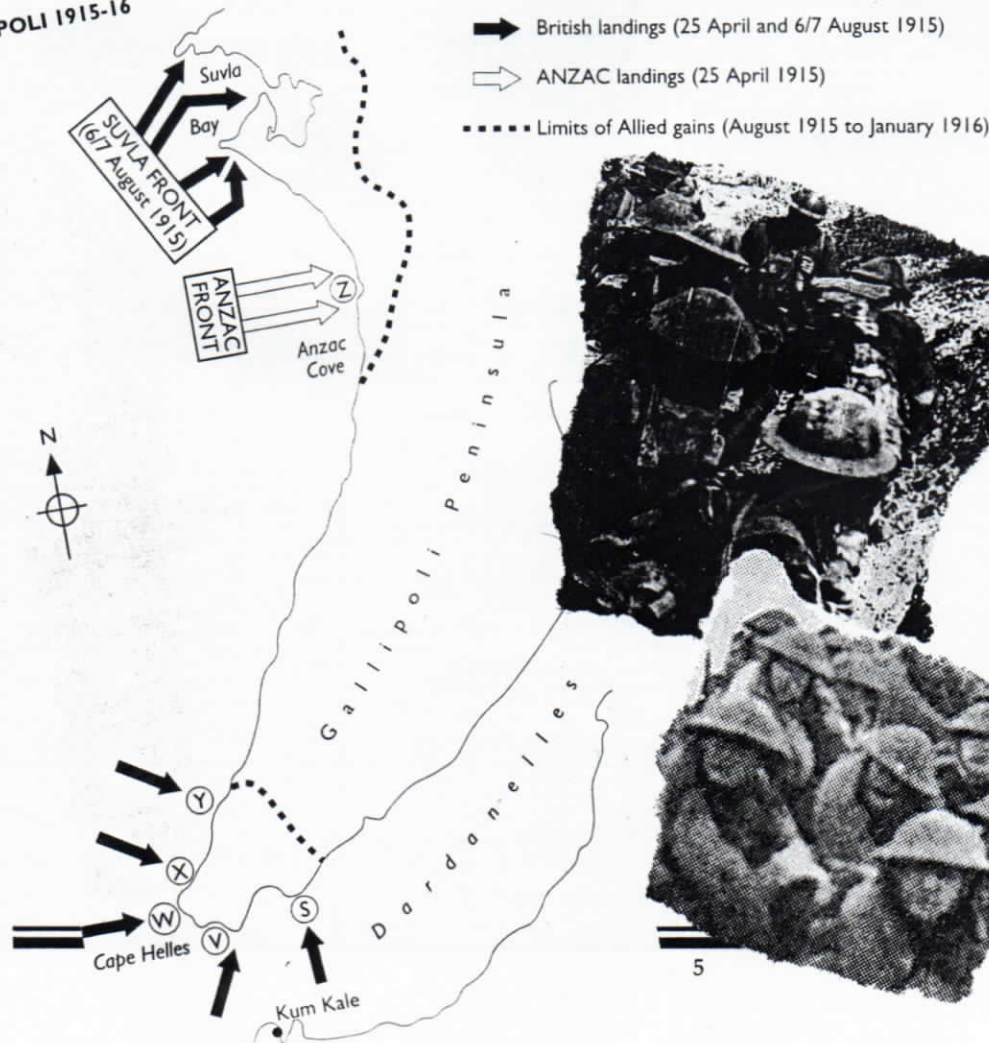 POLI 1915-16
British landings (25 April and 6/7 August 1915)
ANZAC landings (25 April 1915)
Limits of Allied gains (August 1915 to January 1916)
Suvla
Bay
SUVLA FRONT
(6/7 August 1915)
ANZAC
FRONT
Z
Anzac
Cove
N
Gallipoli Peninsula
Dardanelles
Y
X
W
V
S
Cape Helles
Kum Kale
5